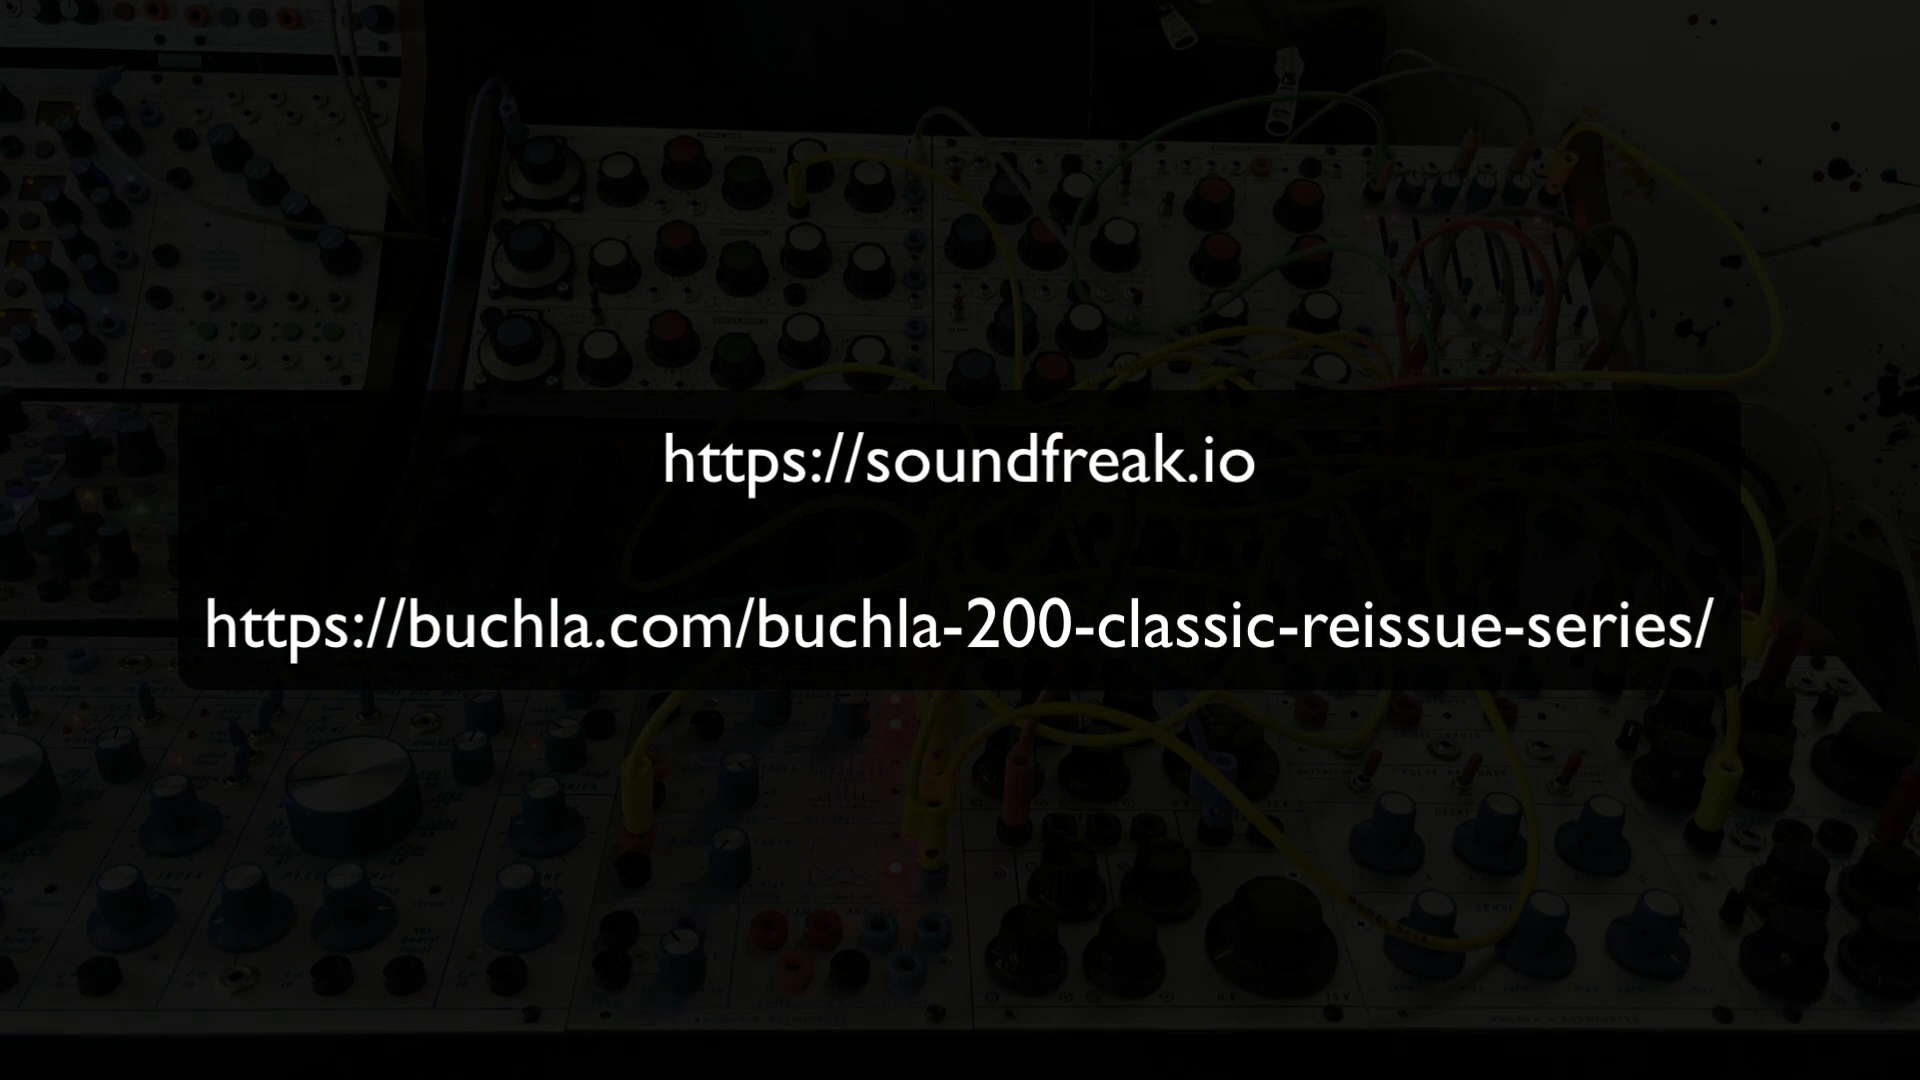 https://soundfreak.io
https://buchla.com/buchla-200-classic-reissue-series/